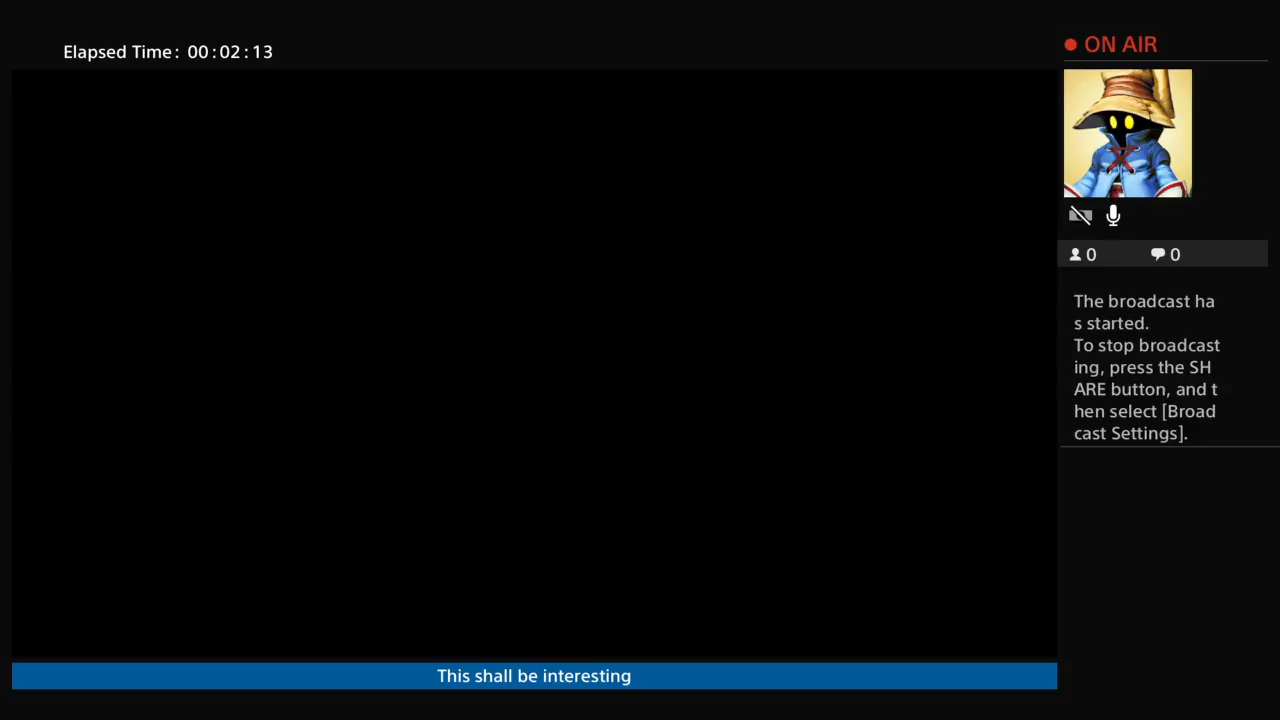 Elapsed Time: 00:02:13
ON AIR
0 0
The broadcast ha
s started.
To stop broadcast
ing, press the SH
ARE button, and t
hen select [Broad
cast Settings].
This shall be interesting